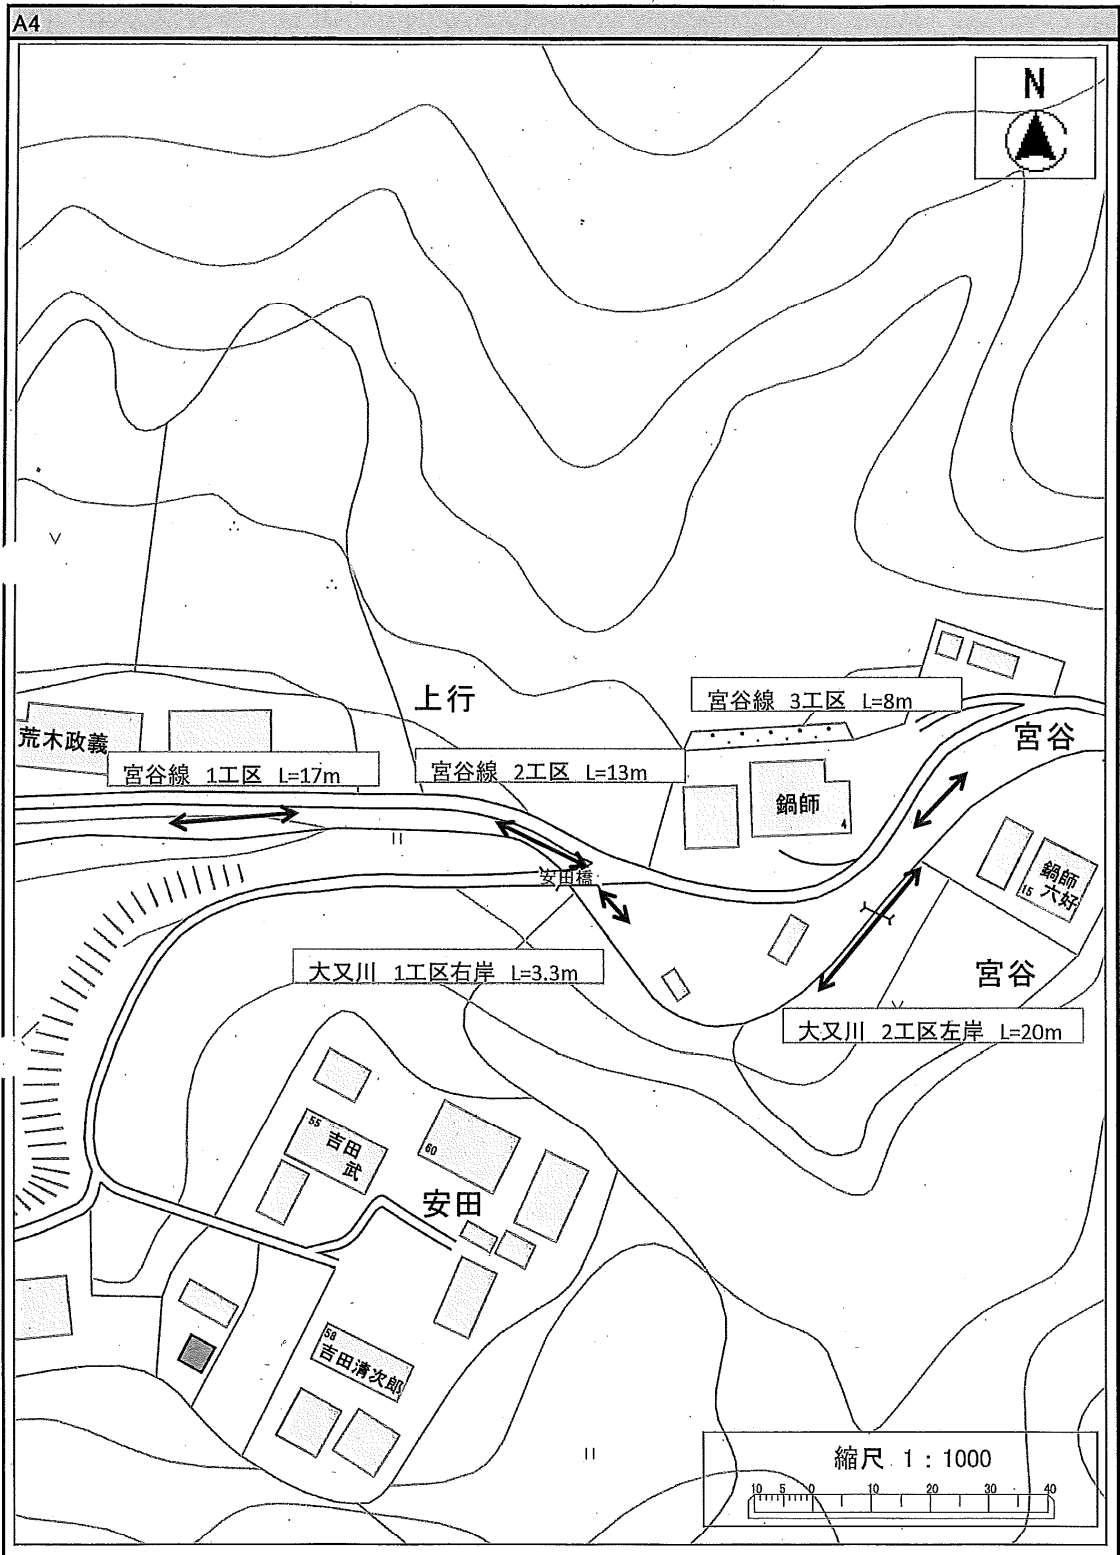 A4
N
上行
宮谷線 3工区 L=8m
宮谷
荒木政義
宮谷線 1工区 L=17m
宮谷線 2工区 L=13m
鍋師
4
安田橋
鍋師
六好
15
大又川 1工区右岸 L=3.3m
宮谷
大又川 2工区左岸 L=20m
55
吉田
武
60
安田
58
吉田清次郎
縮尺 1:1000
10 5 0 10 20 30 40